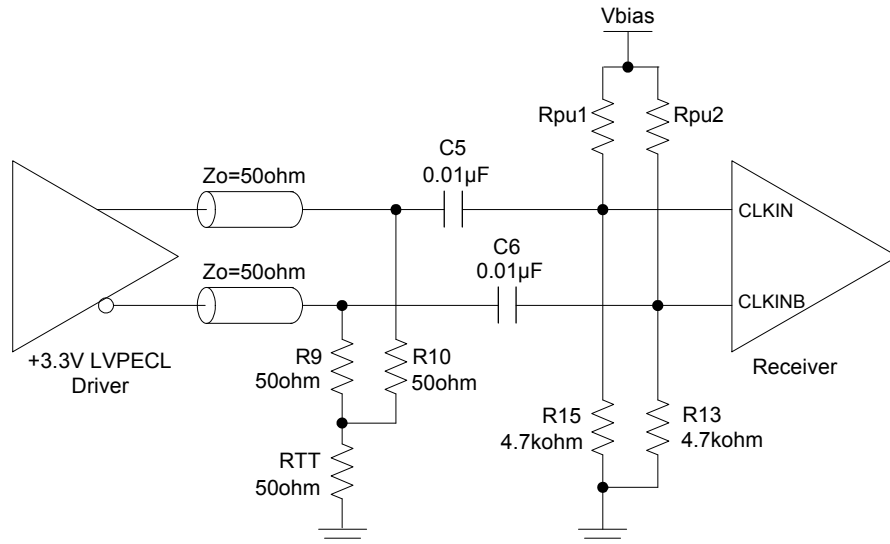 Vbias
Rpu1
Rpu2
C5
0.01µF
Zo=50ohm
CLKIN
C6
0.01µF
Zo=50ohm
CLKINB
+3.3V LVPECL
Driver
R9
50ohm
R10
50ohm
Receiver
R15
4.7kohm
R13
4.7kohm
RTT
50ohm